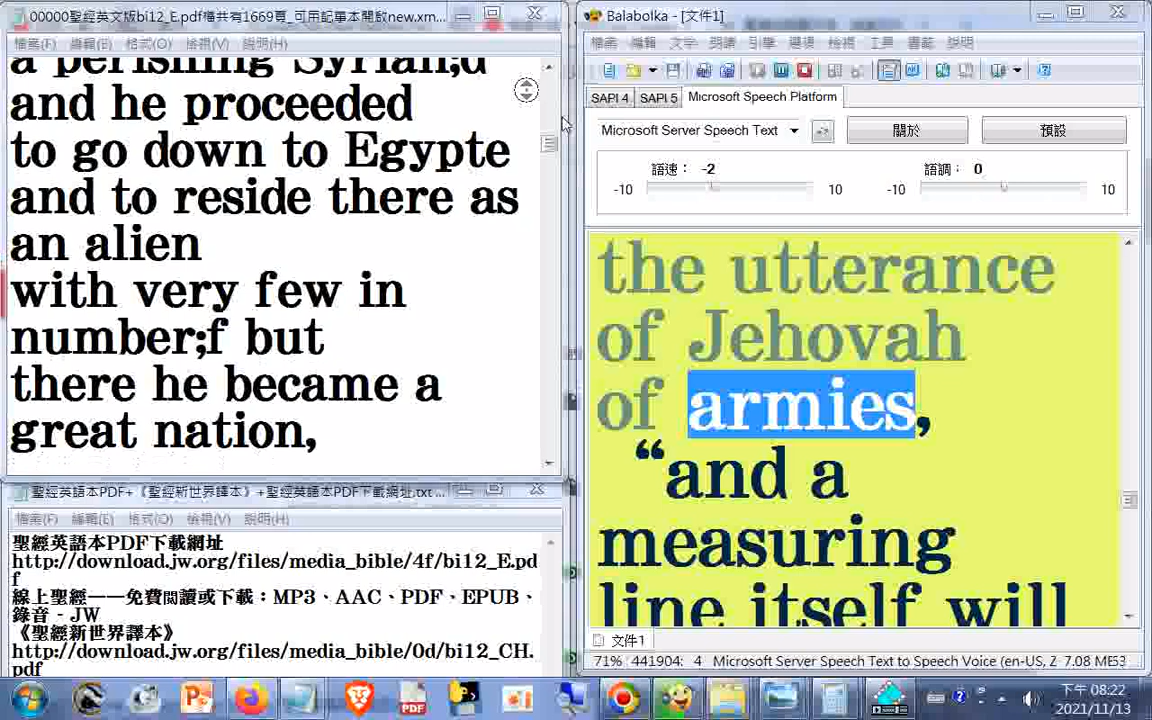 00000聖經英文版bi12_E.pdf檔共有1669頁_可用記事本開啟new.xm...
檔案(F) 編輯(E) 格式(O) 檢視(V) 說明(H)
a perishing Syrian;d
and he proceeded
to go down to Egypte
and to reside there as
an alien
with very few in
number;f but
there he became a
great nation,
聖經英語本PDF+《聖經新世界譯本》+聖經英語本PDF下載網址.txt ...
檔案(F) 編輯(E) 格式(O) 檢視(V) 說明(H)
聖經英語本PDF下載網址
http://download.jw.org/files/media_bible/4f/bi12_E.pd
f
線上聖經——免費閱讀或下載：MP3、AAC、PDF、EPUB、
錄音 - JW
《聖經新世界譯本》
http://download.jw.org/files/media_bible/0d/bi12_CH.
pdf
Balabolka - [文件1]
檔案 編輯 文字 朗讀 引擎 選項 檢視 工具 書籤 說明
SAPI 4 SAPI 5 Microsoft Speech Platform
Microsoft Server Speech Text 關於 預設
語速： -2 語調： 0
-10 10 -10 10
the utterance
of Jehovah
of armies,
“and a
measuring
line itself will
文件1
71% 441904: 4 Microsoft Server Speech Text to Speech Voice (en-US, Z 7.08 ME53
PDF
下午 08:22
2021/11/13